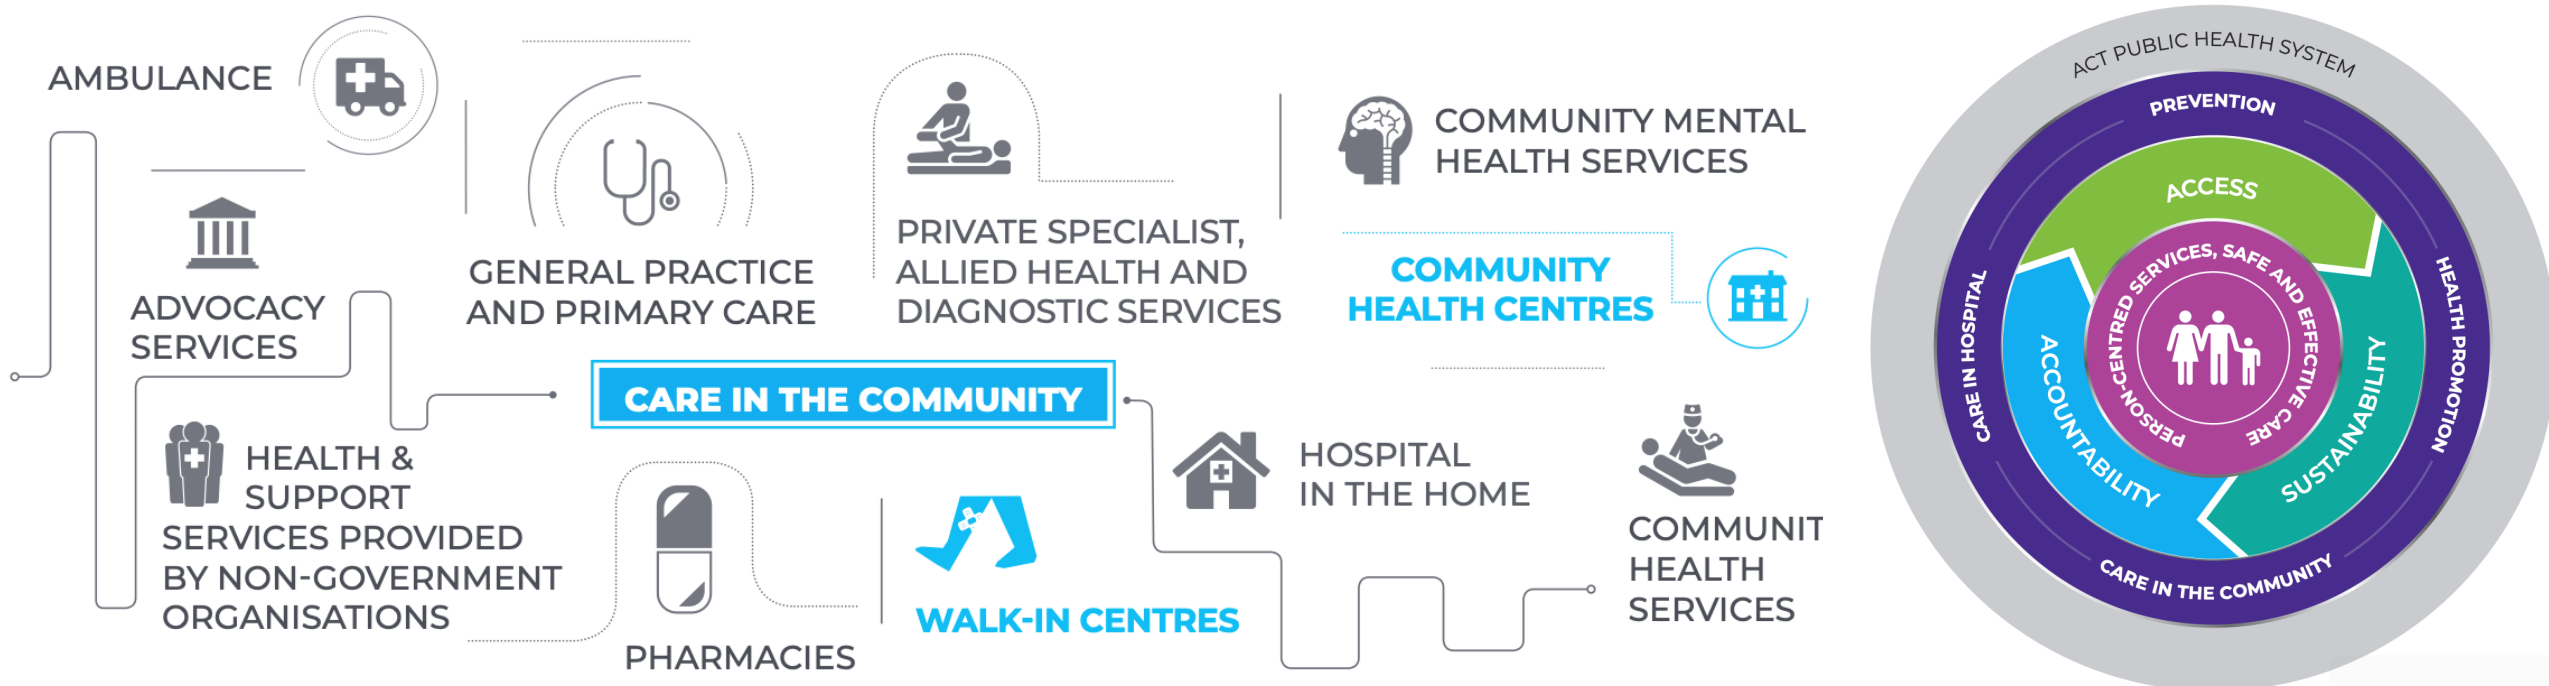 AMBULANCE
ADVOCACY
SERVICES
HEALTH &
SUPPORT
SERVICES PROVIDED
BY NON-GOVERNMENT
ORGANISATIONS
GENERAL PRACTICE
AND PRIMARY CARE
PRIVATE SPECIALIST,
ALLIED HEALTH AND
DIAGNOSTIC SERVICES
COMMUNITY MENTAL
HEALTH SERVICES
COMMUNITY
HEALTH CENTRES
CARE IN THE COMMUNITY
PHARMACIES
WALK-IN CENTRES
HOSPITAL
IN THE HOME
COMMUNIT
HEALTH
SERVICES
ACT PUBLIC HEALTH SYSTEM
PREVENTION
HEALTH PROMOTION
CARE IN THE COMMUNITY
CARE IN HOSPITAL
ACCESS
SUSTAINABILITY
ACCOUNTABILITY
PERSON-CENTRED SERVICES, SAFE AND EFFECTIVE CARE